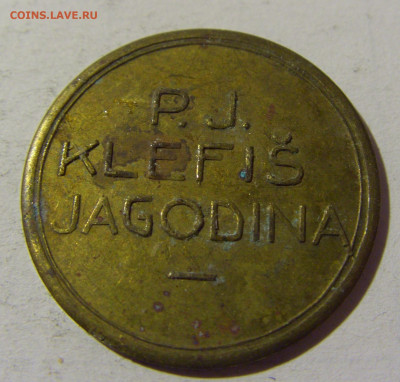 COINS.LAVE.RU
P. J.
KLEFIŠ
JAGODINA
—